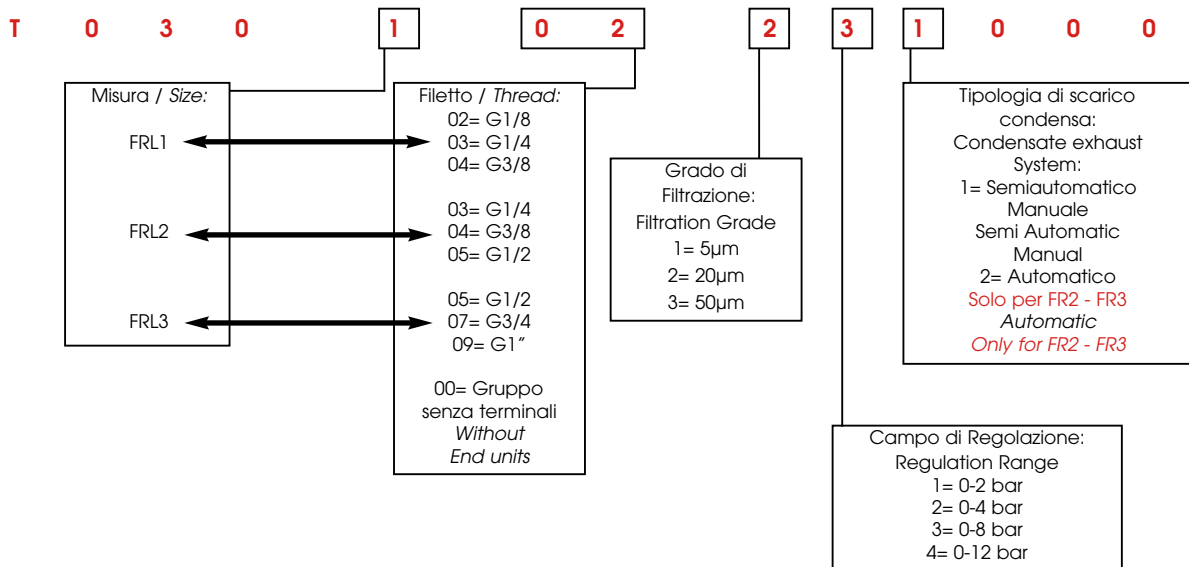 T 0 3 0 1 0 2 2 3 1 0 0 0
Misura / Size:
FRL1
FRL2
FRL3
Filetto / Thread:
02= G1/8
03= G1/4
04= G3/8
03= G1/4
04= G3/8
05= G1/2
05= G1/2
07= G3/4
09= G1"
00= Gruppo
senza terminali
Without
End units
Grado di
Filtrazione:
Filtration Grade
1= 5µm
2= 20µm
3= 50µm
Tipologia di scarico
condensa:
Condensate exhaust
System:
1= Semiautomatico
Manuale
Semi Automatic
Manual
2= Automatico
Solo per FR2 - FR3
Automatic
Only for FR2 - FR3
Campo di Regolazione:
Regulation Range
1= 0-2 bar
2= 0-4 bar
3= 0-8 bar
4= 0-12 bar